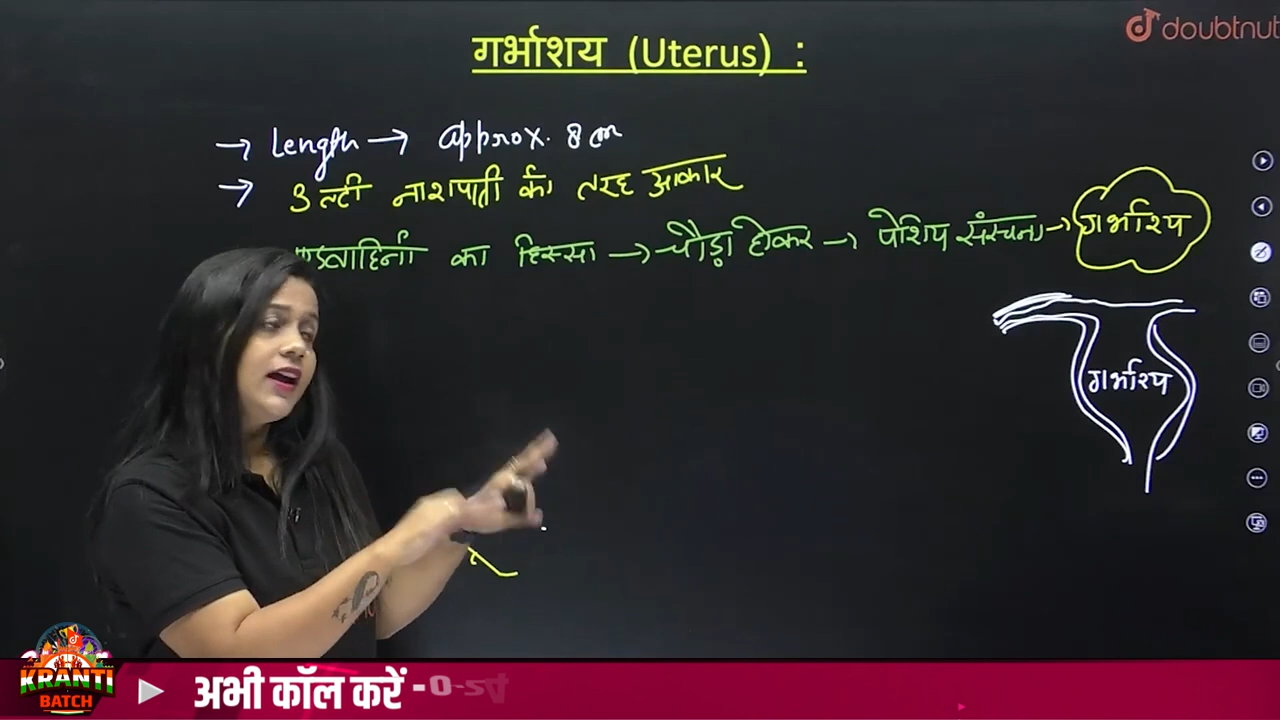 doubtnut
गर्भाशय (Uterus) :
→ Length → approx. 8 cm
→ उल्टी नाशपाती की तरह आकार
का हिस्सा → चौड़ा होकर → पेशिय संरचना → गर्भाशय
गर्भाशय
KRANTI
BATCH
अभी कॉल करें -